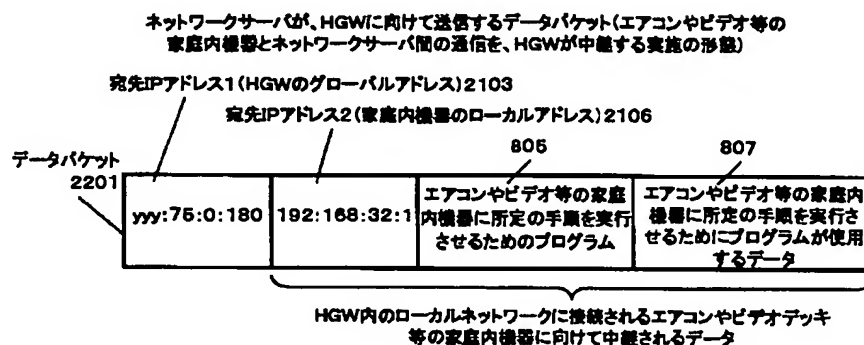 ネットワークサーバが、HGWに向けて送信するデータパケット(エアコンやビデオ等の
家庭内機器とネットワークサーバ間の通信を、HGWが中継する実施の形態)
宛先IPアドレス1(HGWのグローバルアドレス)2103
宛先IPアドレス2(家庭内機器のローカルアドレス)2106
データパケット
2201
805
807
yyy:75:0:180
192:168:32:1
エアコンやビデオ等の家庭
内機器に所定の手順を実行
させるためのプログラム
エアコンやビデオ等の家庭内
機器に所定の手順を実行さ
せるためにプログラムが使用
するデータ
HGW内のローカルネットワークに接続されるエアコンやビデオデッキ
等の家庭内機器に向けて中継されるデータ